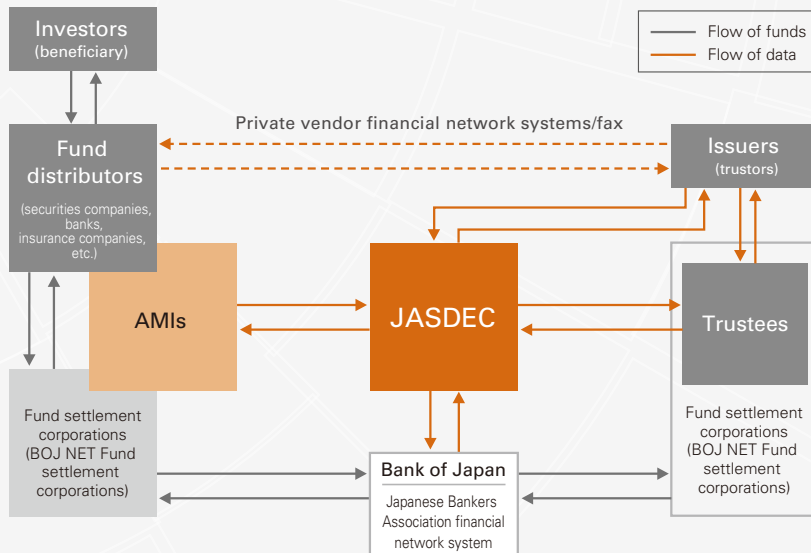 Investors
(beneficiary)
Flow of funds
Flow of data
Private vendor financial network systems/fax
Fund
distributors
(securities companies,
banks,
insurance companies,
etc.)
Issuers
(trustors)
AMIs
JASDEC
Trustees
Fund settlement
corporations
(BOJ NET Fund
settlement
corporations)
Bank of Japan
Japanese Bankers
Association financial
network system
Fund settlement
corporations
(BOJ NET Fund
settlement
corporations)